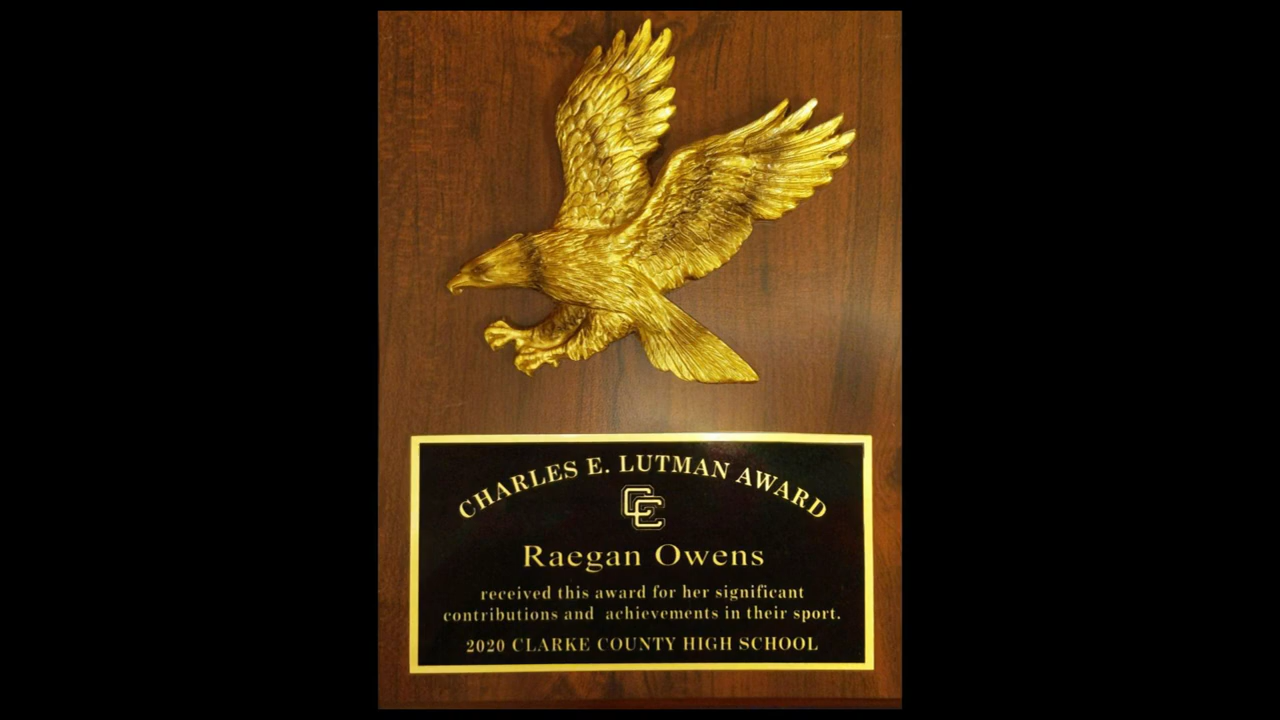 CHARLES E. LUTMAN AWARD
CC
Raegan Owens
received this award for her significant
contributions and achievements in their sport.
2020 CLARKE COUNTY HIGH SCHOOL